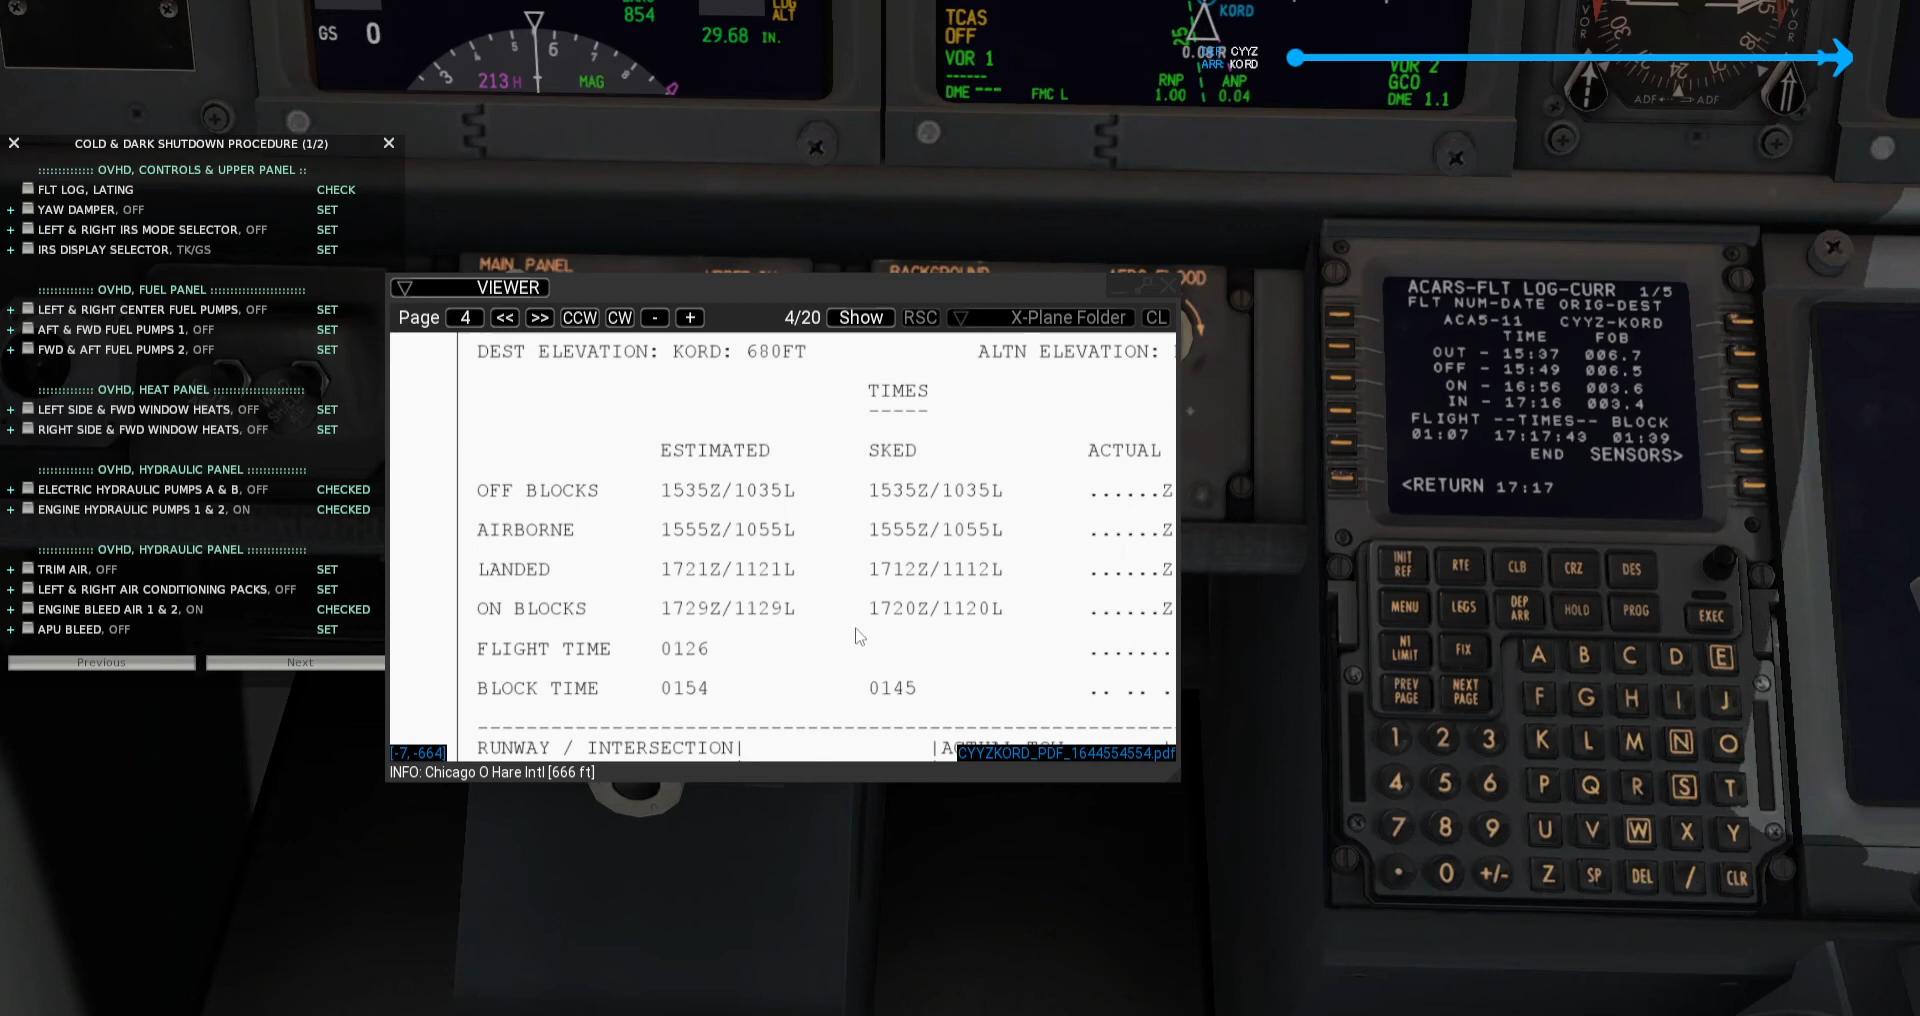 GS 0
854
LDG
ALT
29.68 IN.
3 5 6 8
213 H MAG
TCAS
OFF
VOR 1
DME ---
FMC L
KORD
RNP
1.00
ANP
0.04
CYYZ
ARR: KORD
VOR 2
GCO
DME 1.1
ADF ADF
COLD & DARK SHUTDOWN PROCEDURE (1/2)
:::::::::::::: OVHD, CONTROLS & UPPER PANEL ::
FLT LOG, LATING CHECK
+ YAW DAMPER, OFF SET
+ LEFT & RIGHT IRS MODE SELECTOR, OFF SET
+ IRS DISPLAY SELECTOR, TK/GS SET
:::::::::::::: OVHD, FUEL PANEL ::::::::::::::::::::::::
+ LEFT & RIGHT CENTER FUEL PUMPS, OFF SET
+ AFT & FWD FUEL PUMPS 1, OFF SET
+ FWD & AFT FUEL PUMPS 2, OFF SET
:::::::::::::: OVHD, HEAT PANEL :::::::::::::::::::::::
+ LEFT SIDE & FWD WINDOW HEATS, OFF SET
+ RIGHT SIDE & FWD WINDOW HEATS, OFF SET
:::::::::::::: OVHD, HYDRAULIC PANEL :::::::::::::::
+ ELECTRIC HYDRAULIC PUMPS A & B, OFF CHECKED
+ ENGINE HYDRAULIC PUMPS 1 & 2, ON CHECKED
:::::::::::::: OVHD, HYDRAULIC PANEL :::::::::::::::
+ TRIM AIR, OFF SET
+ LEFT & RIGHT AIR CONDITIONING PACKS, OFF SET
+ ENGINE BLEED AIR 1 & 2, ON CHECKED
+ APU BLEED, OFF SET
Previous Next
MAIN PANEL
BACKGROUND
VIEWER
Page 4 << >> CCW CW - + 4/20 Show RSC X-Plane Folder CL
DEST ELEVATION: KORD: 680FT ALTN ELEVATION:
TIMES
-----
ESTIMATED SKED ACTUAL
OFF BLOCKS 1535Z/1035L 1535Z/1035L ......Z
AIRBORNE 1555Z/1055L 1555Z/1055L ......Z
LANDED 1721Z/1121L 1712Z/1112L ......Z
ON BLOCKS 1729Z/1129L 1720Z/1120L ......Z
FLIGHT TIME 0126 .......
BLOCK TIME 0154 0145 .. .. .
RUNWAY / INTERSECTION| |
[-7, -664]
CYYZKORD_PDF_1644554554.pdf
INFO: Chicago O Hare Intl [666 ft]
ACARS-FLT LOG-CURR 1/5
FLT NUM-DATE ORIG-DEST
ACA5-11 CYYZ-KORD
TIME FOB
OUT - 15:37 006.7
OFF - 15:49 006.5
ON - 16:56 003.6
IN - 17:16 003.4
FLIGHT --TIMES-- BLOCK
01:07 17:17:43 01:39
END SENSORS>
<RETURN 17:17
INIT REF RTE CLB CRZ DES
MENU LEGS DEP ARR HOLD PROG EXEC
N1 LIMIT FIX A B C D E
PREV PAGE NEXT PAGE F G H I J
1 2 3 K L M N O
4 5 6 P Q R S T
7 8 9 U V W X Y
. 0 +/- Z SP DEL / CLR